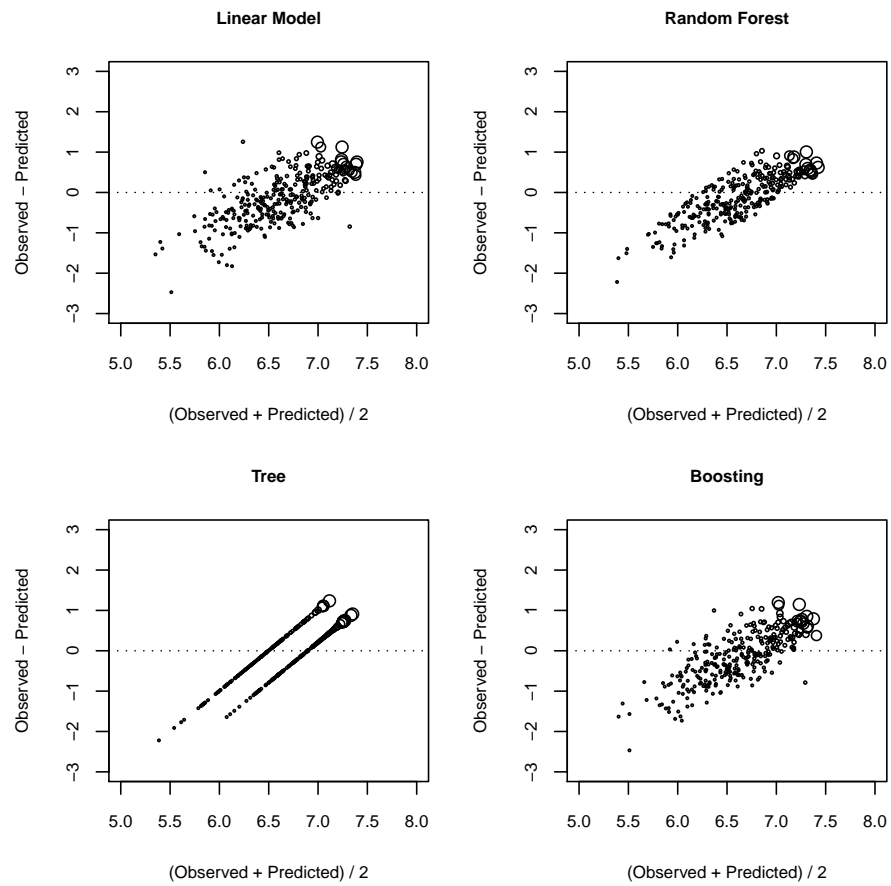 Linear Model
Observed − Predicted
3
2
1
0
−1
−2
−3
5.0 5.5 6.0 6.5 7.0 7.5 8.0
(Observed + Predicted) / 2
Random Forest
Observed − Predicted
3
2
1
0
−1
−2
−3
5.0 5.5 6.0 6.5 7.0 7.5 8.0
(Observed + Predicted) / 2
Tree
Observed − Predicted
3
2
1
0
−1
−2
−3
5.0 5.5 6.0 6.5 7.0 7.5 8.0
(Observed + Predicted) / 2
Boosting
Observed − Predicted
3
2
1
0
−1
−2
−3
5.0 5.5 6.0 6.5 7.0 7.5 8.0
(Observed + Predicted) / 2